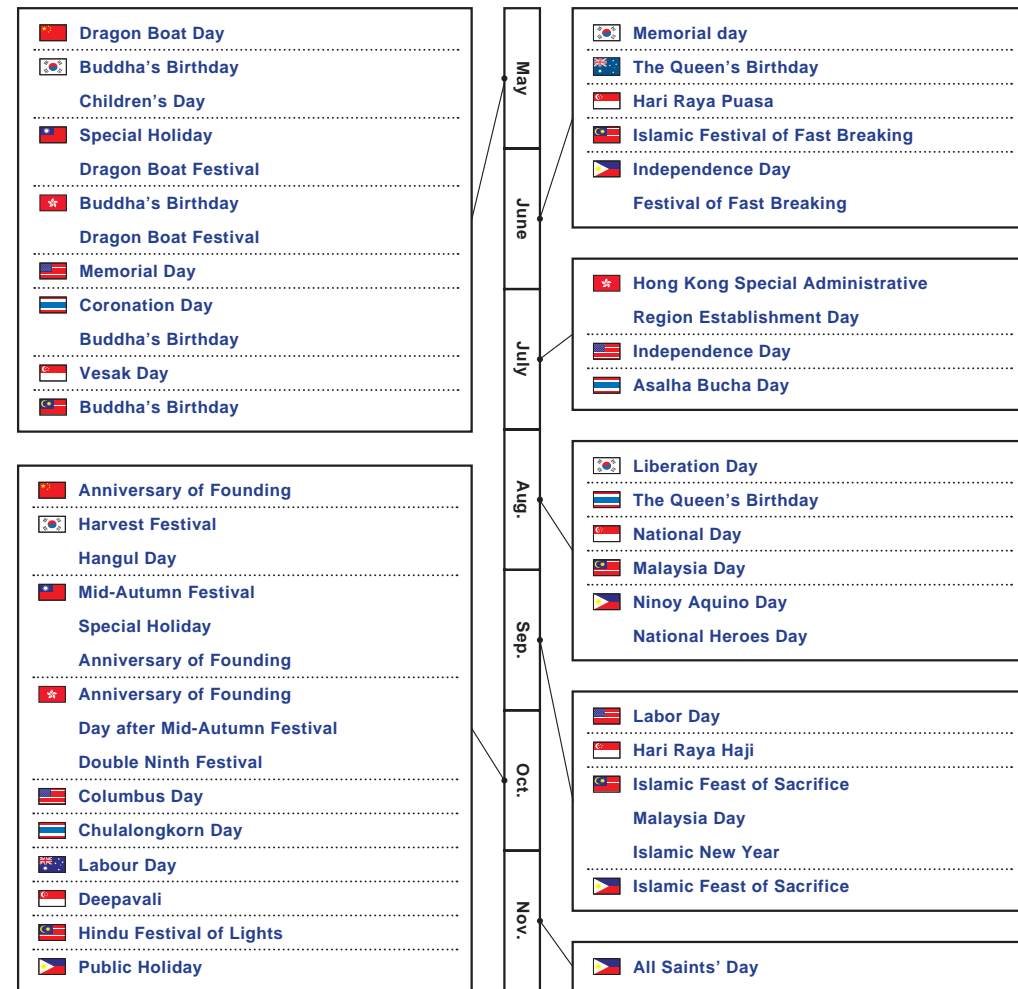 Dragon Boat Day
Buddha’s Birthday
Children’s Day
Special Holiday
Dragon Boat Festival
Buddha’s Birthday
Dragon Boat Festival
Memorial Day
Coronation Day
Buddha’s Birthday
Vesak Day
Buddha’s Birthday
Anniversary of Founding
Harvest Festival
Hangul Day
Mid-Autumn Festival
Special Holiday
Anniversary of Founding
Anniversary of Founding
Day after Mid-Autumn Festival
Double Ninth Festival
Columbus Day
Chulalongkorn Day
Labour Day
Deepavali
Hindu Festival of Lights
Public Holiday
May
June
July
Aug.
Sep.
Oct.
Nov.
Memorial day
The Queen’s Birthday
Hari Raya Puasa
Islamic Festival of Fast Breaking
Independence Day
Festival of Fast Breaking
Hong Kong Special Administrative
Region Establishment Day
Independence Day
Asalha Bucha Day
Liberation Day
The Queen’s Birthday
National Day
Malaysia Day
Ninoy Aquino Day
National Heroes Day
Labor Day
Hari Raya Haji
Islamic Feast of Sacrifice
Malaysia Day
Islamic New Year
Islamic Feast of Sacrifice
All Saints’ Day